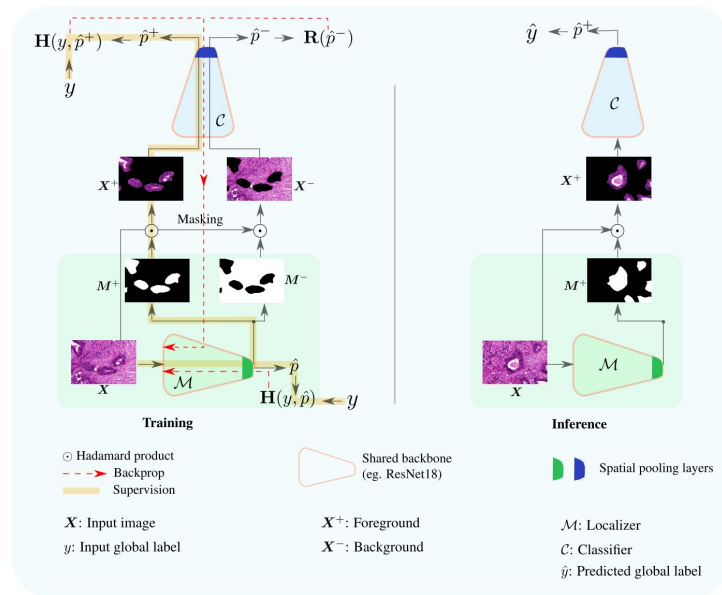 H(y, p̂⁺) p̂⁺ p̂⁻ R(p̂⁻)
y
C
X⁺ X⁻
Masking
M⁺ M⁻
X
M
p̂
H(y, p̂) y
Training
ŷ p̂⁺
C
X⁺
M⁺
X
M
Inference
⊙ Hadamard product
Backprop
Supervision
Shared backbone
(eg. ResNet18)
Spatial pooling layers
X: Input image
y: Input global label
X⁺: Foreground
X⁻: Background
M: Localizer
C: Classifier
ŷ: Predicted global label